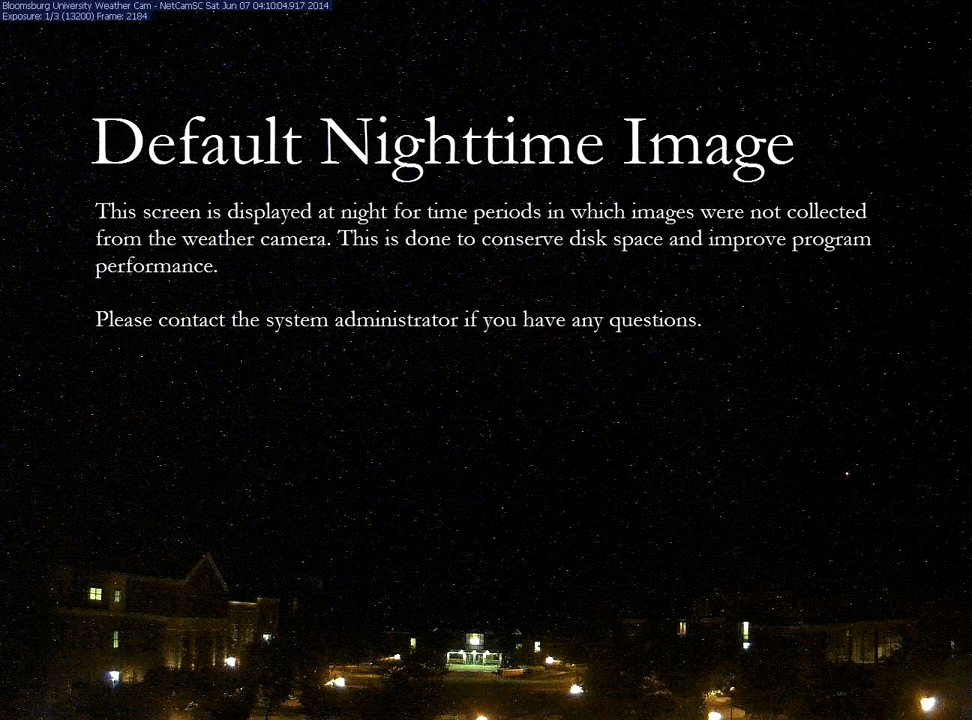 Bloomsburg University Weather Cam - NetCamSC Sat Jun 07 04:10:04.917 2014
Exposure: 1/3 (13200) Frame: 2184
Default Nighttime Image
This screen is displayed at night for time periods in which images were not collected
from the weather camera. This is done to conserve disk space and improve program
performance.
Please contact the system administrator if you have any questions.